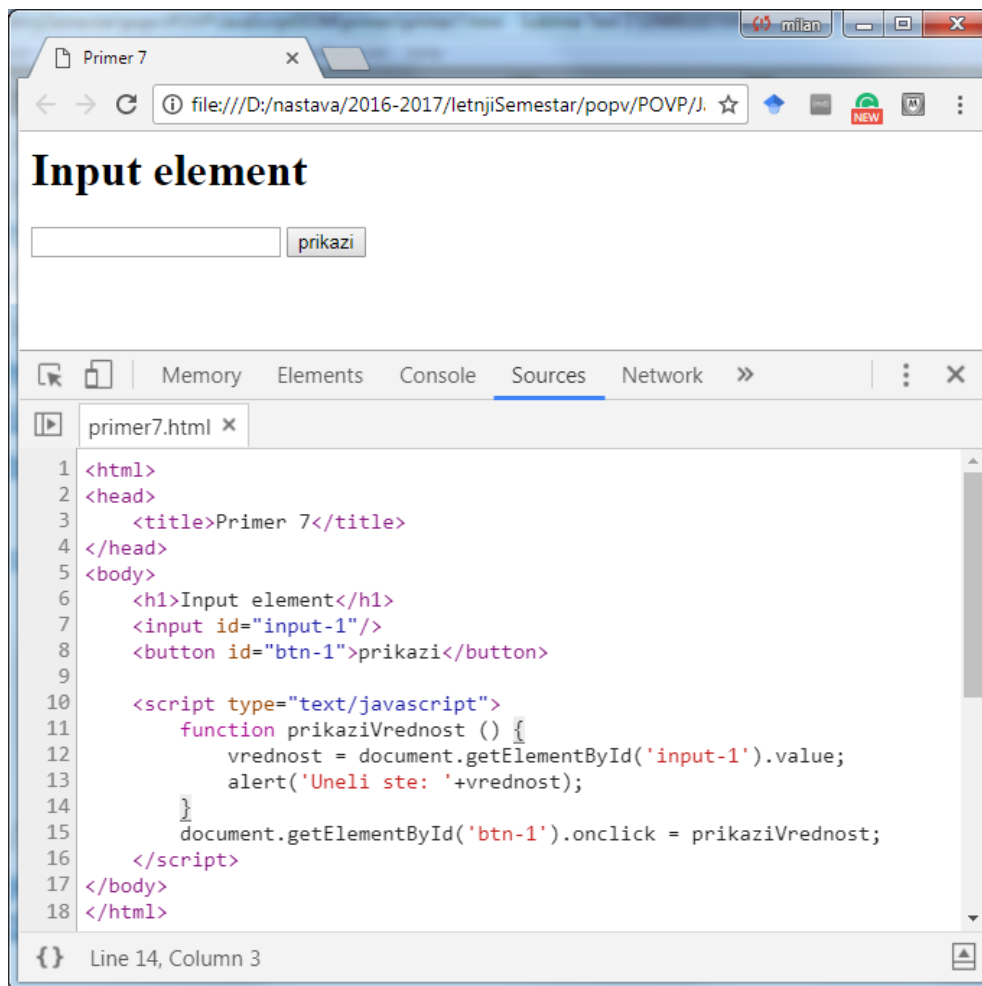 milan
Primer 7
file:///D:/nastava/2016-2017/letnjiSemestar/popv/POVP/J
NEW
Input element
prikazi
Memory Elements Console Sources Network »
primer7.html
1 <html>
2 <head>
3 <title>Primer 7</title>
4 </head>
5 <body>
6 <h1>Input element</h1>
7 <input id="input-1"/>
8 <button id="btn-1">prikazi</button>
9
10 <script type="text/javascript">
11 function prikaziVrednost () {
12 vrednost = document.getElementById('input-1').value;
13 alert('Uneli ste: '+vrednost);
14 }
15 document.getElementById('btn-1').onclick = prikaziVrednost;
16 </script>
17 </body>
18 </html>
{} Line 14, Column 3